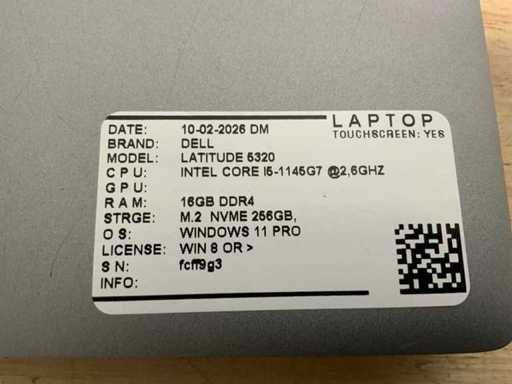 LAPTOP
TOUCHSCREEN: YES
DATE: 10-02-2026 DM
BRAND: DELL
MODEL: LATITUDE 5320
CPU: INTEL CORE I5-1145G7 @2,6GHZ
GPU:
RAM: 16GB DDR4
STRGE: M.2 NVME 256GB,
OS: WINDOWS 11 PRO
LICENSE: WIN 8 OR >
SN: fcff9g3
INFO: